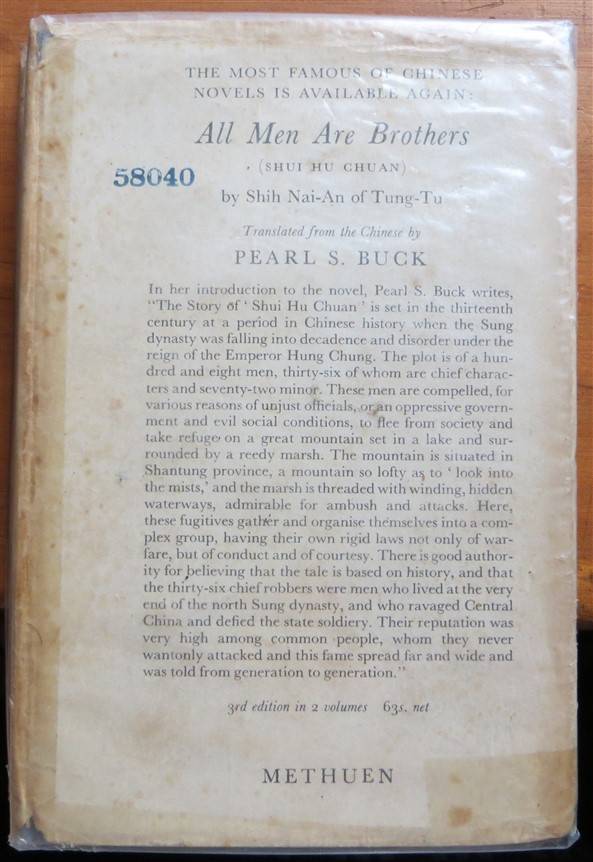 THE MOST FAMOUS OF CHINESE
NOVELS IS AVAILABLE AGAIN:
All Men Are Brothers
(SHUI HU CHUAN)
58040
by Shih Nai-An of Tung-Tu
Translated from the Chinese by
PEARL S. BUCK
In her introduction to the novel, Pearl S. Buck writes,
"The Story of ' Shui Hu Chuan ' is set in the thirteenth
century at a period in Chinese history when the Sung
dynasty was falling into decadence and disorder under the
reign of the Emperor Hung Chung. The plot is of a hun-
dred and eight men, thirty-six of whom are chief charac-
ters and seventy-two minor. These men are compelled, for
various reasons of unjust officials, or an oppressive govern-
ment and evil social conditions, to flee from society and
take refuge on a great mountain set in a lake and sur-
rounded by a reedy marsh. The mountain is situated in
Shantung province, a mountain so lofty as to ' look into
the mists,' and the marsh is threaded with winding, hidden
waterways, admirable for ambush and attacks. Here,
these fugitives gather and organise themselves into a com-
plex group, having their own rigid laws not only of war-
fare, but of conduct and of courtesy. There is good author-
ity for believing that the tale is based on history, and that
the thirty-six chief robbers were men who lived at the very
end of the north Sung dynasty, and who ravaged Central
China and defied the state soldiery. Their reputation was
very high among common people, whom they never
wantonly attacked and this fame spread far and wide and
was told from generation to generation."
3rd edition in 2 volumes 63s. net
METHUEN